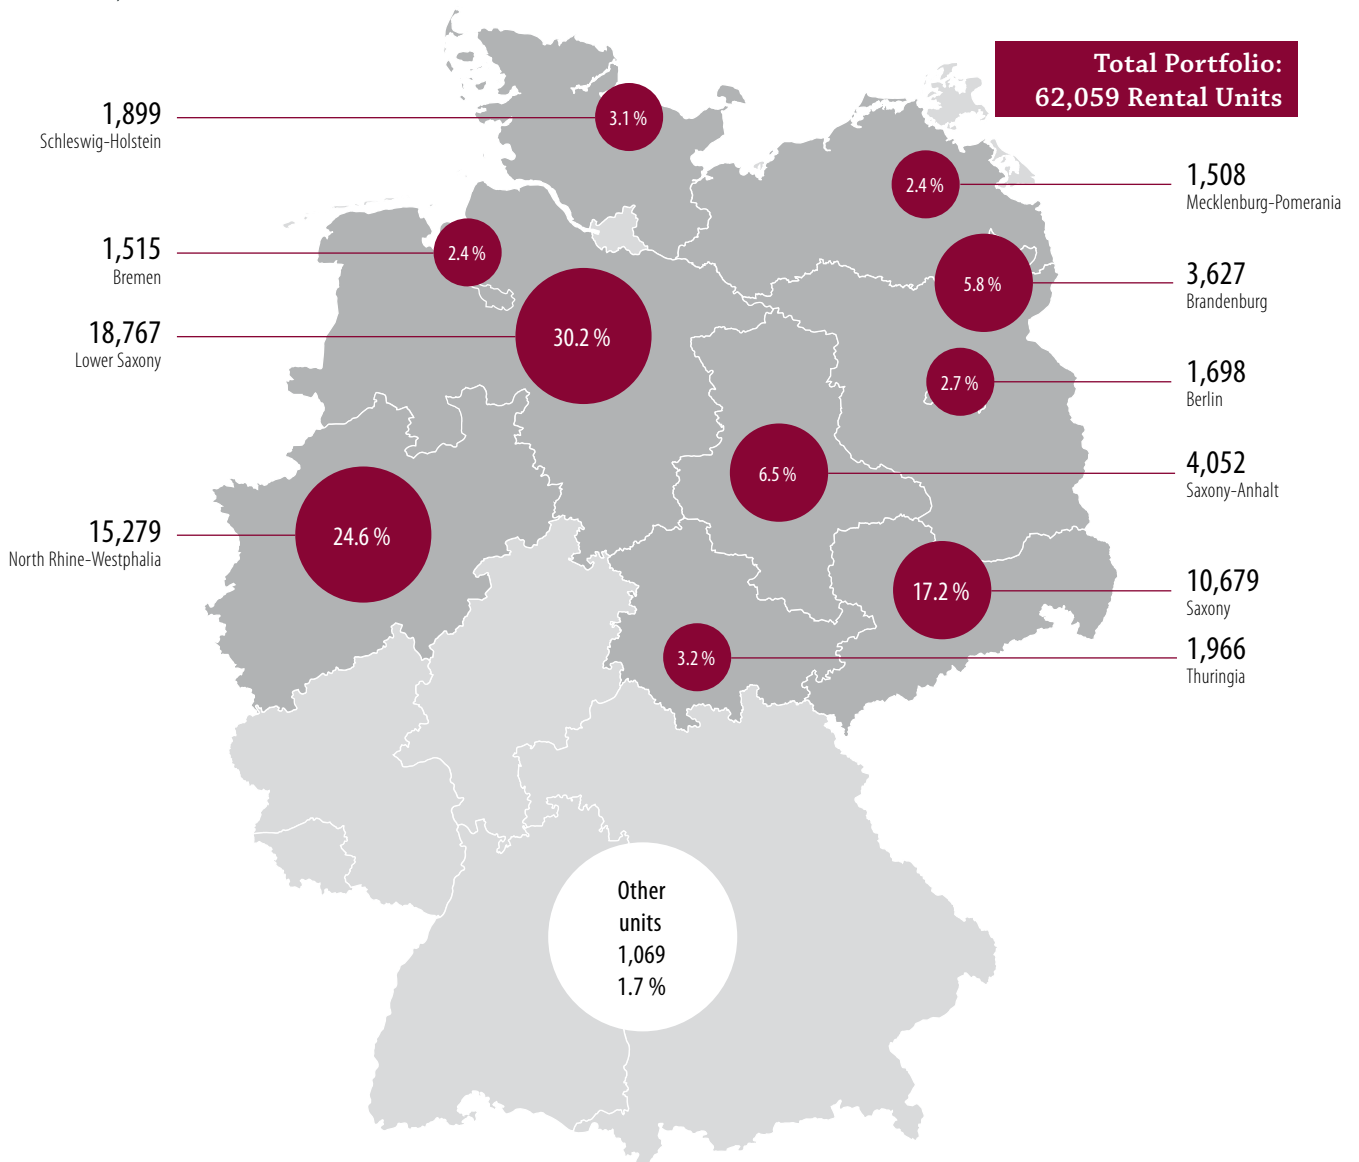 Total Portfolio:
62,059 Rental Units
1,899
Schleswig-Holstein
3.1 %
2.4 %
1,508
Mecklenburg-Pomerania
1,515
Bremen
2.4 %
5.8 %
3,627
Brandenburg
18,767
Lower Saxony
30.2 %
2.7 %
1,698
Berlin
6.5 %
4,052
Saxony-Anhalt
15,279
North Rhine-Westphalia
24.6 %
17.2 %
10,679
Saxony
3.2 %
1,966
Thuringia
Other
units
1,069
1.7 %